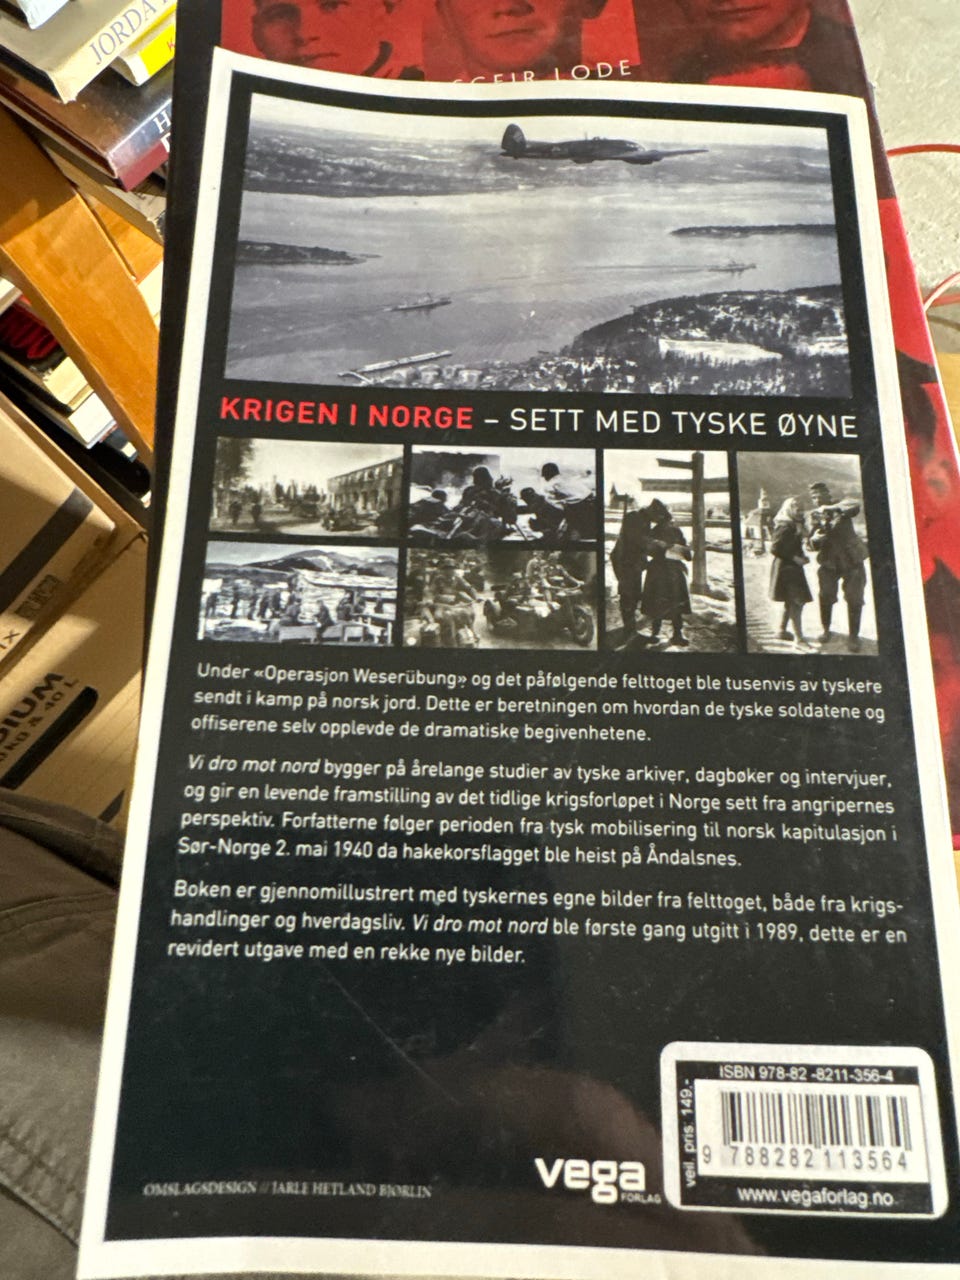 JORDA
SGEIR LODE
KRIGEN I NORGE – SETT MED TYSKE ØYNE
Under «Operasjon Weserübung» og det påfølgende felttoget ble tusenvis av tyskere
sendt i kamp på norsk jord. Dette er beretningen om hvordan de tyske soldatene og
offiserene selv opplevde de dramatiske begivenhetene.
Vi dro mot nord bygger på årelange studier av tyske arkiver, dagbøker og intervjuer,
og gir en levende framstilling av det tidlige krigsforløpet i Norge sett fra angripernes
perspektiv. Forfatterne følger perioden fra tysk mobilisering til norsk kapitulasjon i
Sør-Norge 2. mai 1940 da hakekorsflagget ble heist på Åndalsnes.
Boken er gjennomillustrert med tyskernes egne bilder fra felttoget, både fra krigs-
handlinger og hverdagsliv. Vi dro mot nord ble første gang utgitt i 1989, dette er en
revidert utgave med en rekke nye bilder.
ISBN 978-82 -8211-356-4
veil. pris: 149,-
9 788282 113564
www.vegaforlag.no
vega
FORLAG
OMSLAGSDESIGN // JARLE HETLAND BJØRLIN